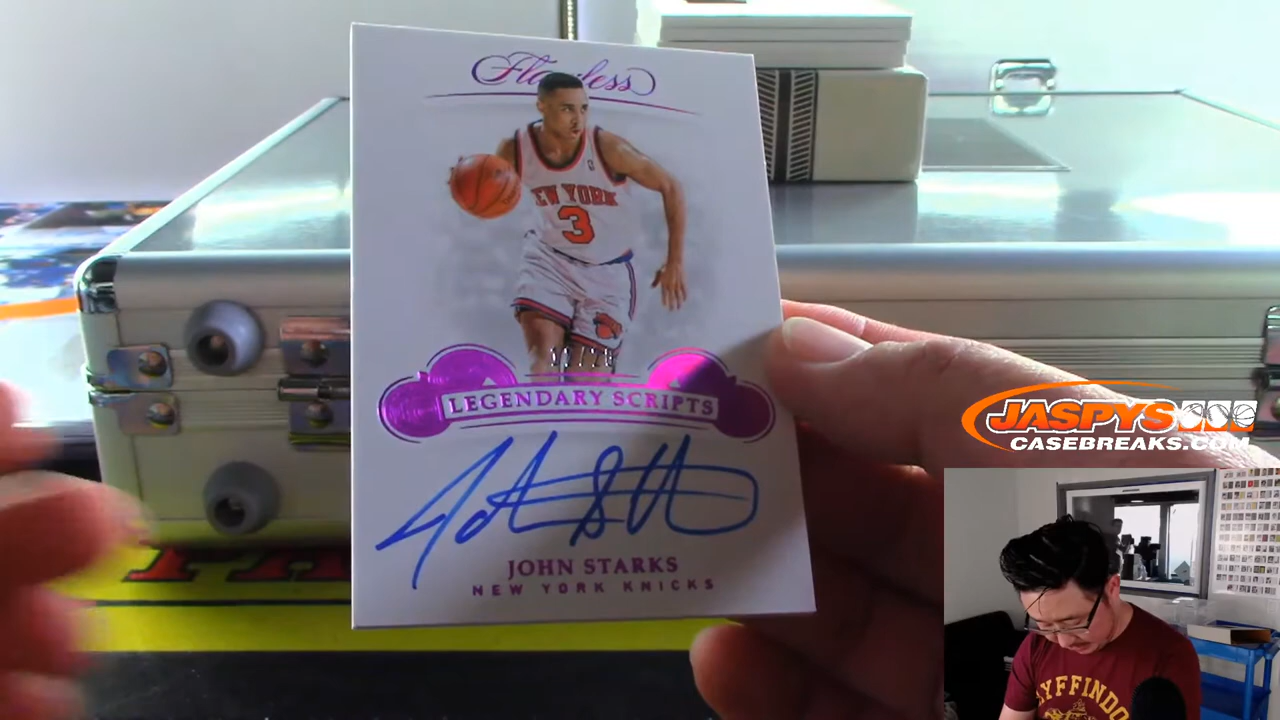 Flawless
NEW YORK
3
LEGENDARY SCRIPTS
JOHN STARKS
NEW YORK KNICKS
JASPYS
CASEBREAKS.COM